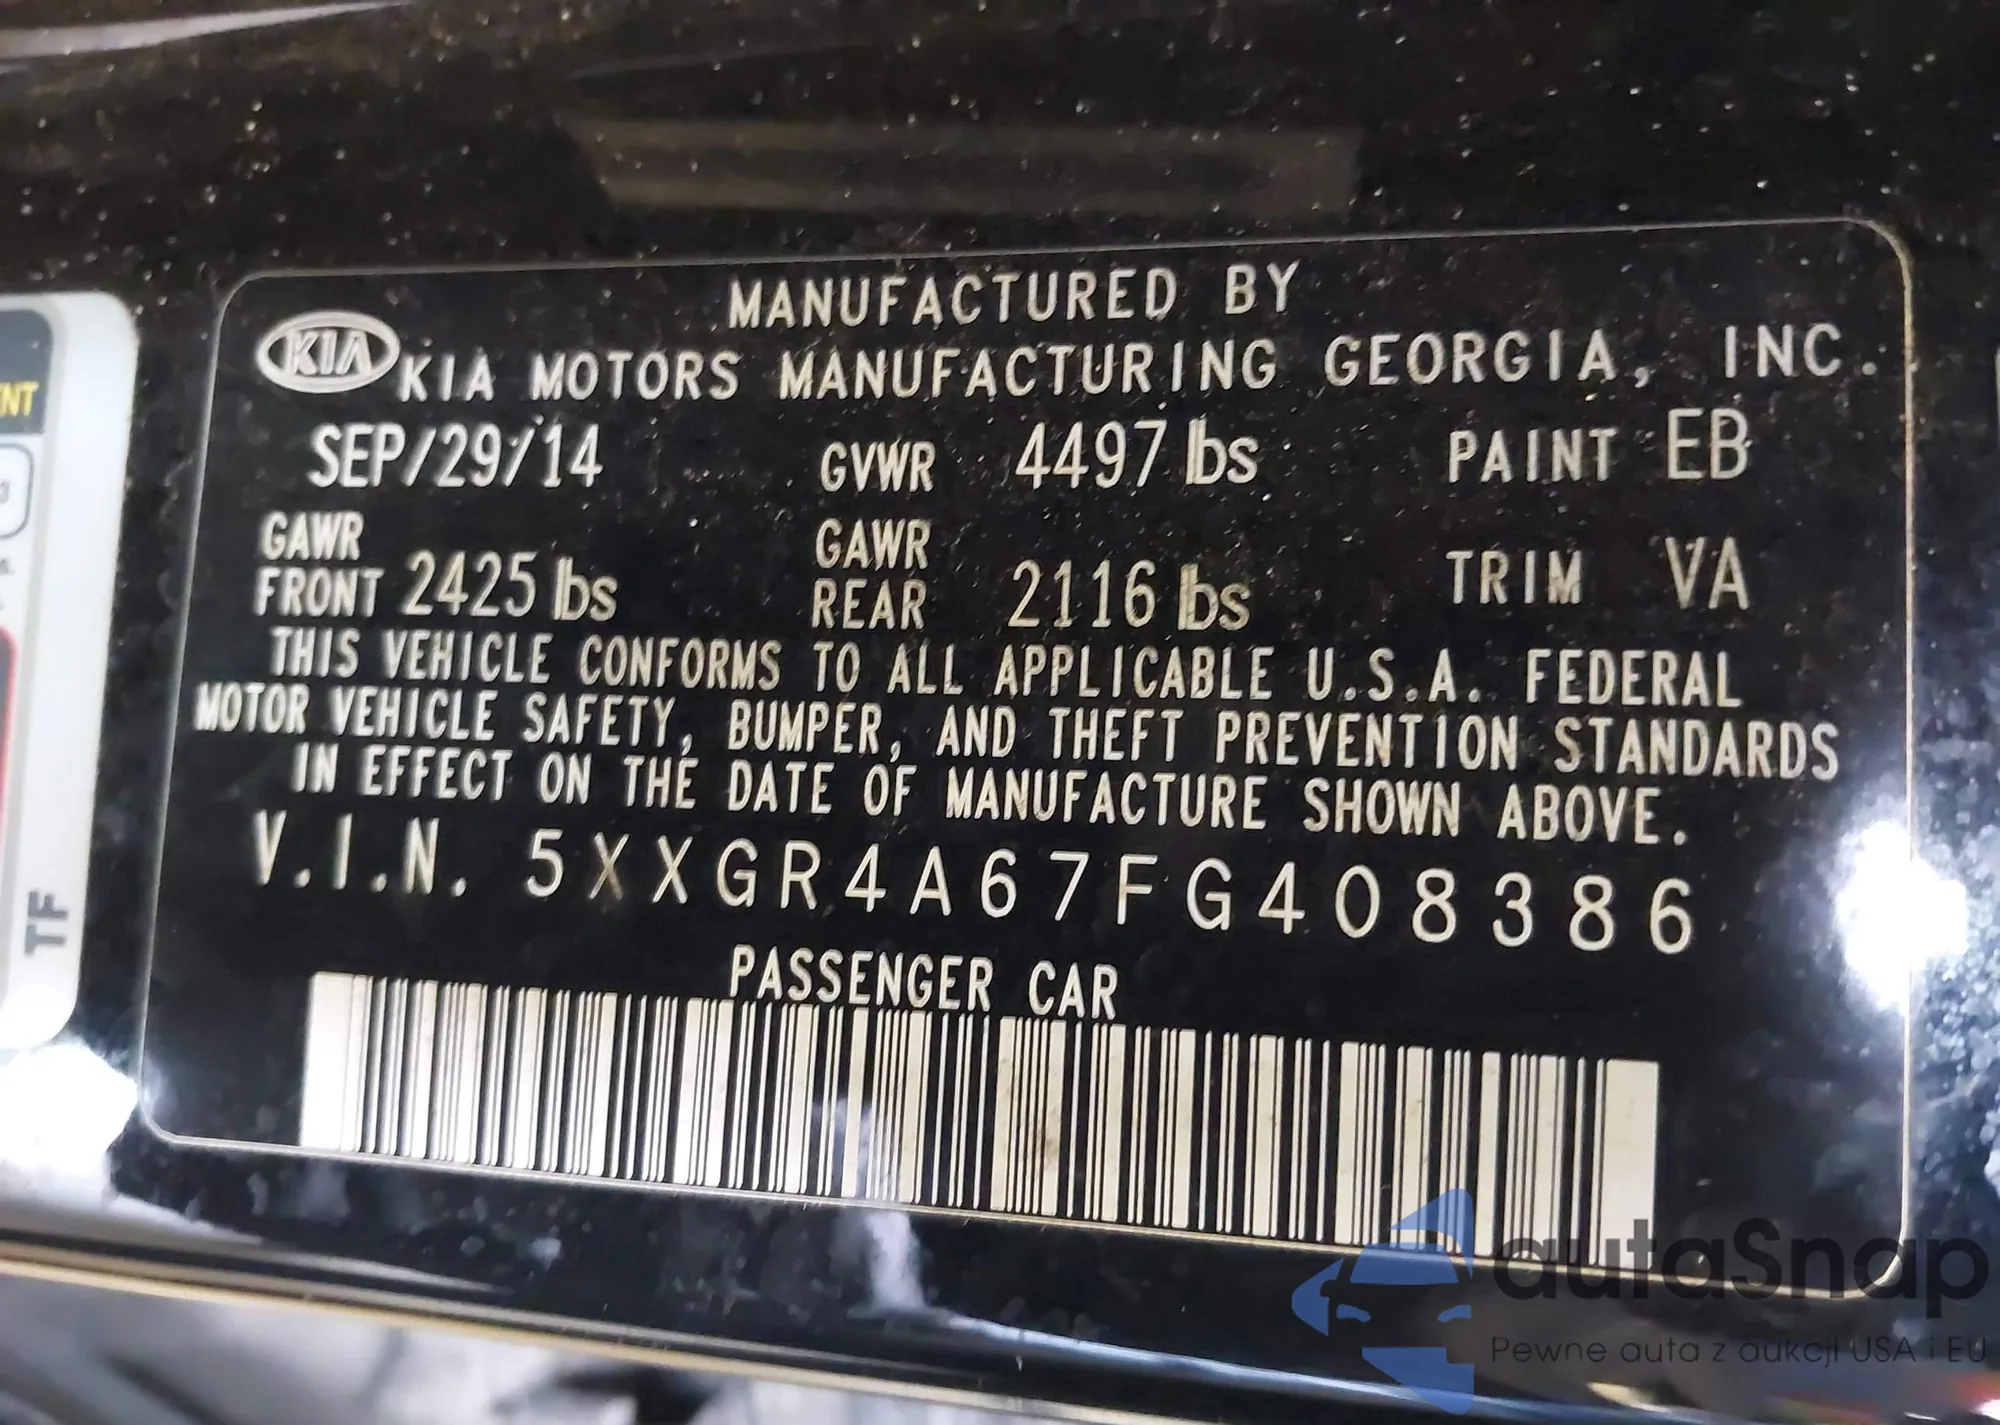 MANUFACTURED BY
KIA KIA MOTORS MANUFACTURING GEORGIA, INC.
SEP/29/14 GVWR 4497 lbs PAINT EB
GAWR FRONT 2425 lbs GAWR REAR 2116 lbs TRIM VA
THIS VEHICLE CONFORMS TO ALL APPLICABLE U.S.A. FEDERAL
MOTOR VEHICLE SAFETY, BUMPER, AND THEFT PREVENTION STANDARDS
IN EFFECT ON THE DATE OF MANUFACTURE SHOWN ABOVE.
V.I.N. 5XXGR4A67FG408386
PASSENGER CAR
NT
TF
autaSnap
Pewne auta z aukcji USA i EU